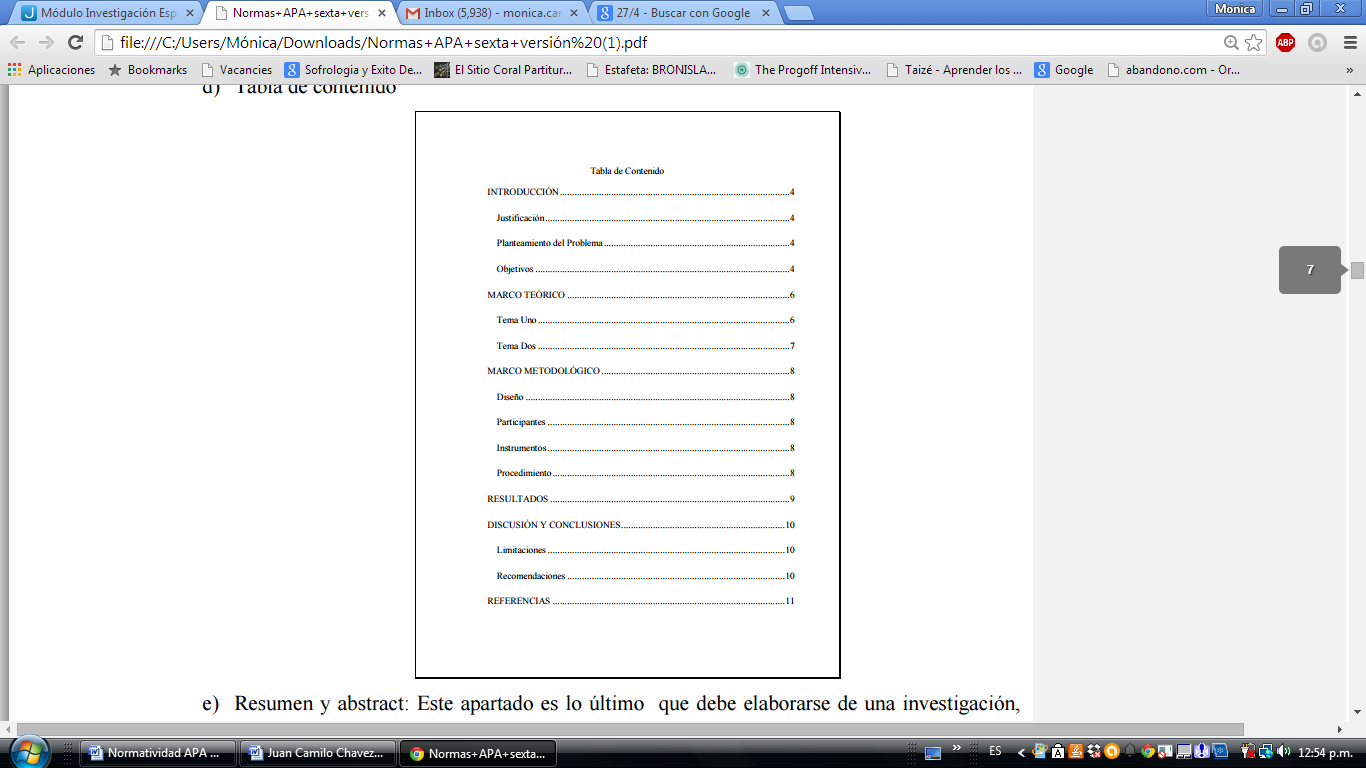 Módulo Investigación Esp
Normas+APA+sexta+vers
Inbox (5,938) - monica.car
27/4 - Buscar con Google
Monica
file:///C:/Users/Mónica/Downloads/Normas+APA+sexta+versión%20(1).pdf
ABP
Aplicaciones
Bookmarks
Vacancies
Sofrologia y Exito De...
El Sitio Coral Partitur...
Estafeta: BRONISLA...
The Progoff Intensiv...
Taizé - Aprender los ...
Google
abandono.com - Or...
»
d) Tabla de contenido
Tabla de Contenido
INTRODUCCIÓN ... 4
Justificación ... 4
Planteamiento del Problema ... 4
Objetivos ... 4
MARCO TEÓRICO ... 6
Tema Uno ... 6
Tema Dos ... 7
MARCO METODOLÓGICO ... 8
Diseño ... 8
Participantes ... 8
Instrumentos ... 8
Procedimiento ... 8
RESULTADOS ... 9
DISCUSIÓN Y CONCLUSIONES ... 10
Limitaciones ... 10
Recomendaciones ... 10
REFERENCIAS ... 11
7
e) Resumen y abstract: Este apartado es lo último que debe elaborarse de una investigación,
Normatividad APA ...
Juan Camilo Chavez...
Normas+APA+sexta...
»
ES
12:54 p.m.